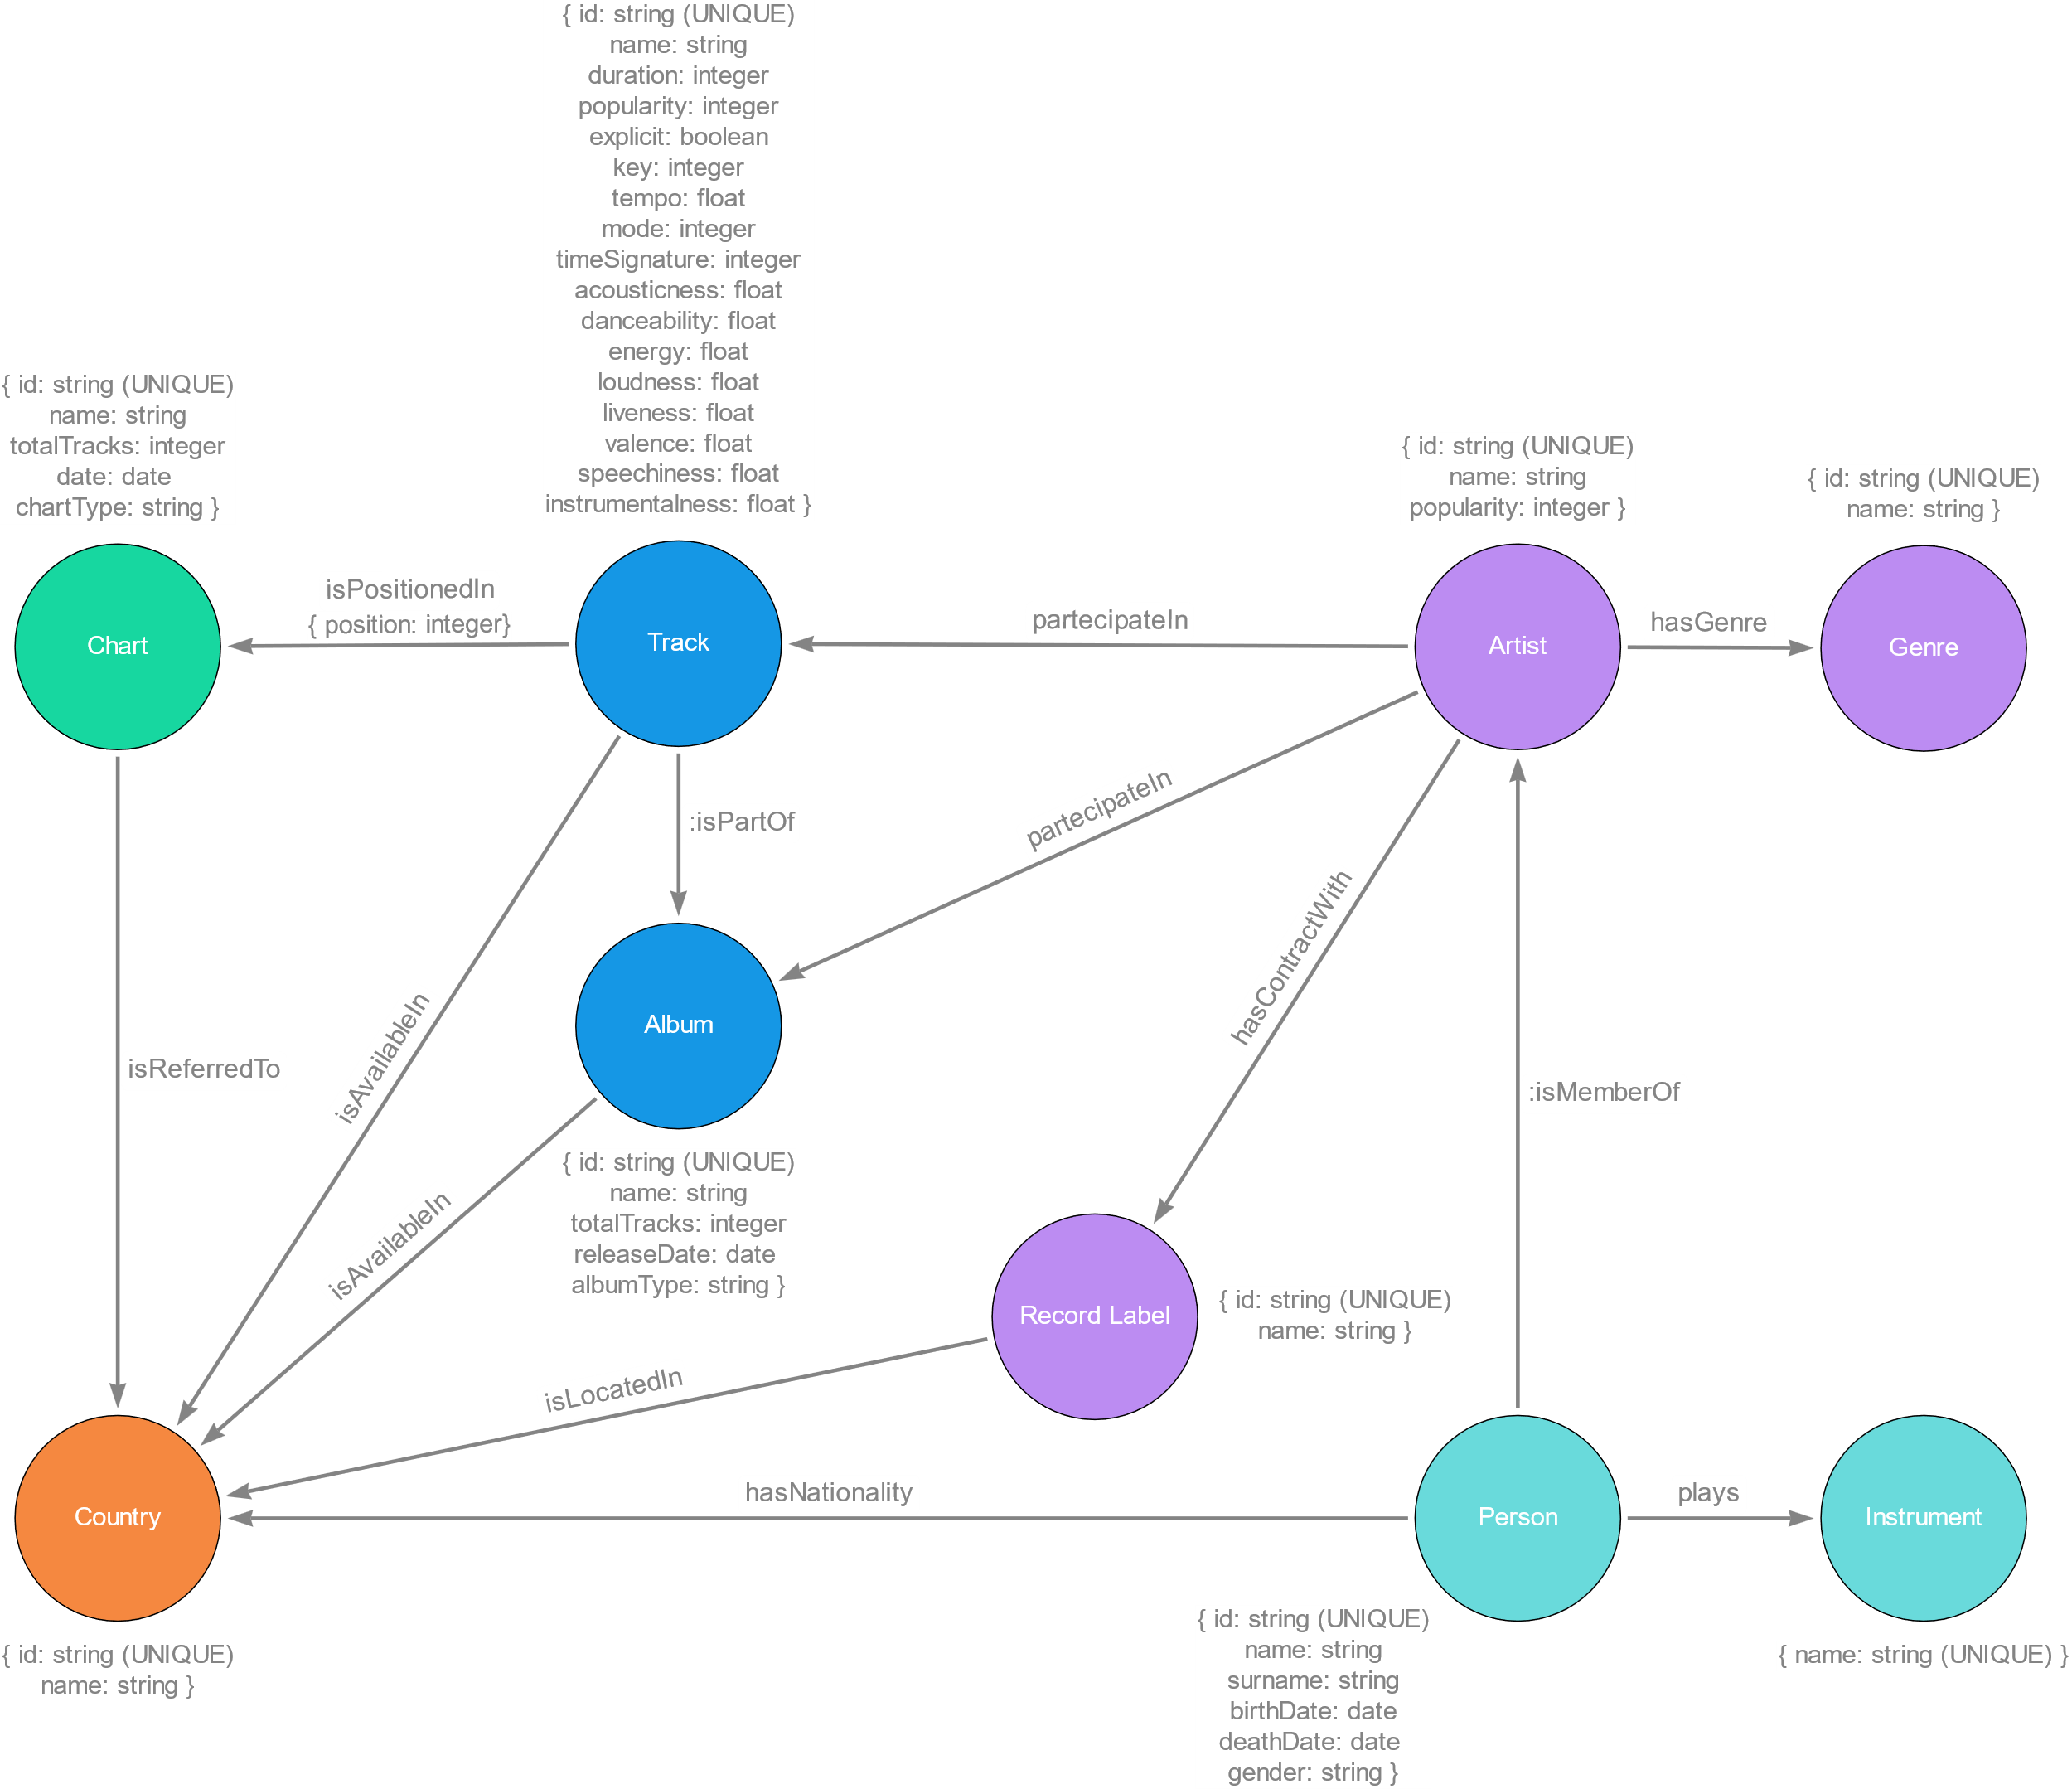 { id: string (UNIQUE)
name: string
duration: integer
popularity: integer
explicit: boolean
key: integer
tempo: float
mode: integer
timeSignature: integer
acousticness: float
danceability: float
energy: float
loudness: float
liveness: float
valence: float
speechiness: float
instrumentalness: float }
{ id: string (UNIQUE)
name: string
totalTracks: integer
date: date
chartType: string }
{ id: string (UNIQUE)
name: string
popularity: integer }
{ id: string (UNIQUE)
name: string }
Chart
isPositionedIn
{ position: integer}
Track
partecipateIn
Artist
hasGenre
Genre
:isPartOf
partecipateIn
hasContractWith
isReferredTo
isAvailableIn
Album
:isMemberOf
{ id: string (UNIQUE)
name: string
totalTracks: integer
releaseDate: date
albumType: string }
isAvailableIn
Record Label
{ id: string (UNIQUE)
name: string }
isLocatedIn
Country
hasNationality
Person
plays
Instrument
{ id: string (UNIQUE)
name: string }
{ id: string (UNIQUE)
name: string
surname: string
birthDate: date
deathDate: date
gender: string }
{ name: string (UNIQUE) }